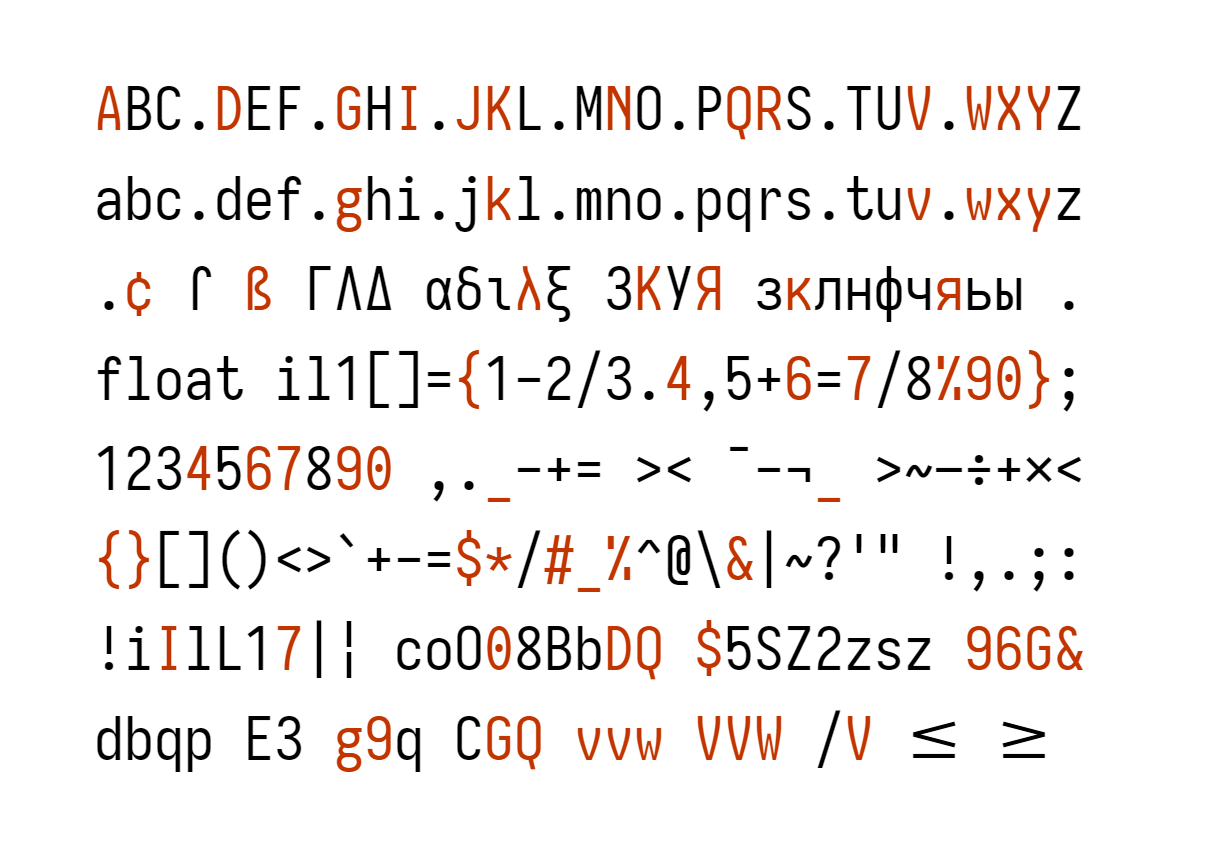 ABC.DEF.GHI.JKL.MNO.PQRS.TUV.WXYZ
abc.def.ghi.jkl.mno.pqrs.tuv.wxyz
.¢ ſ ß ΓΛΔ αδιλξ ЗКУЯ зклнфчяьы .
float il1[]={1-2/3.4,5+6=7/8%90};
1234567890 ,._-+= >< ¯-¬_ >~–÷+×<
{}[]()<>`+-=$*/#_%^@\&|~?'" !,.;:
!iIlL17|¦ coO08BbDQ $5SZ2zsz 96G&
dbqp E3 g9q CGQ vvw VVW /V ≤ ≥